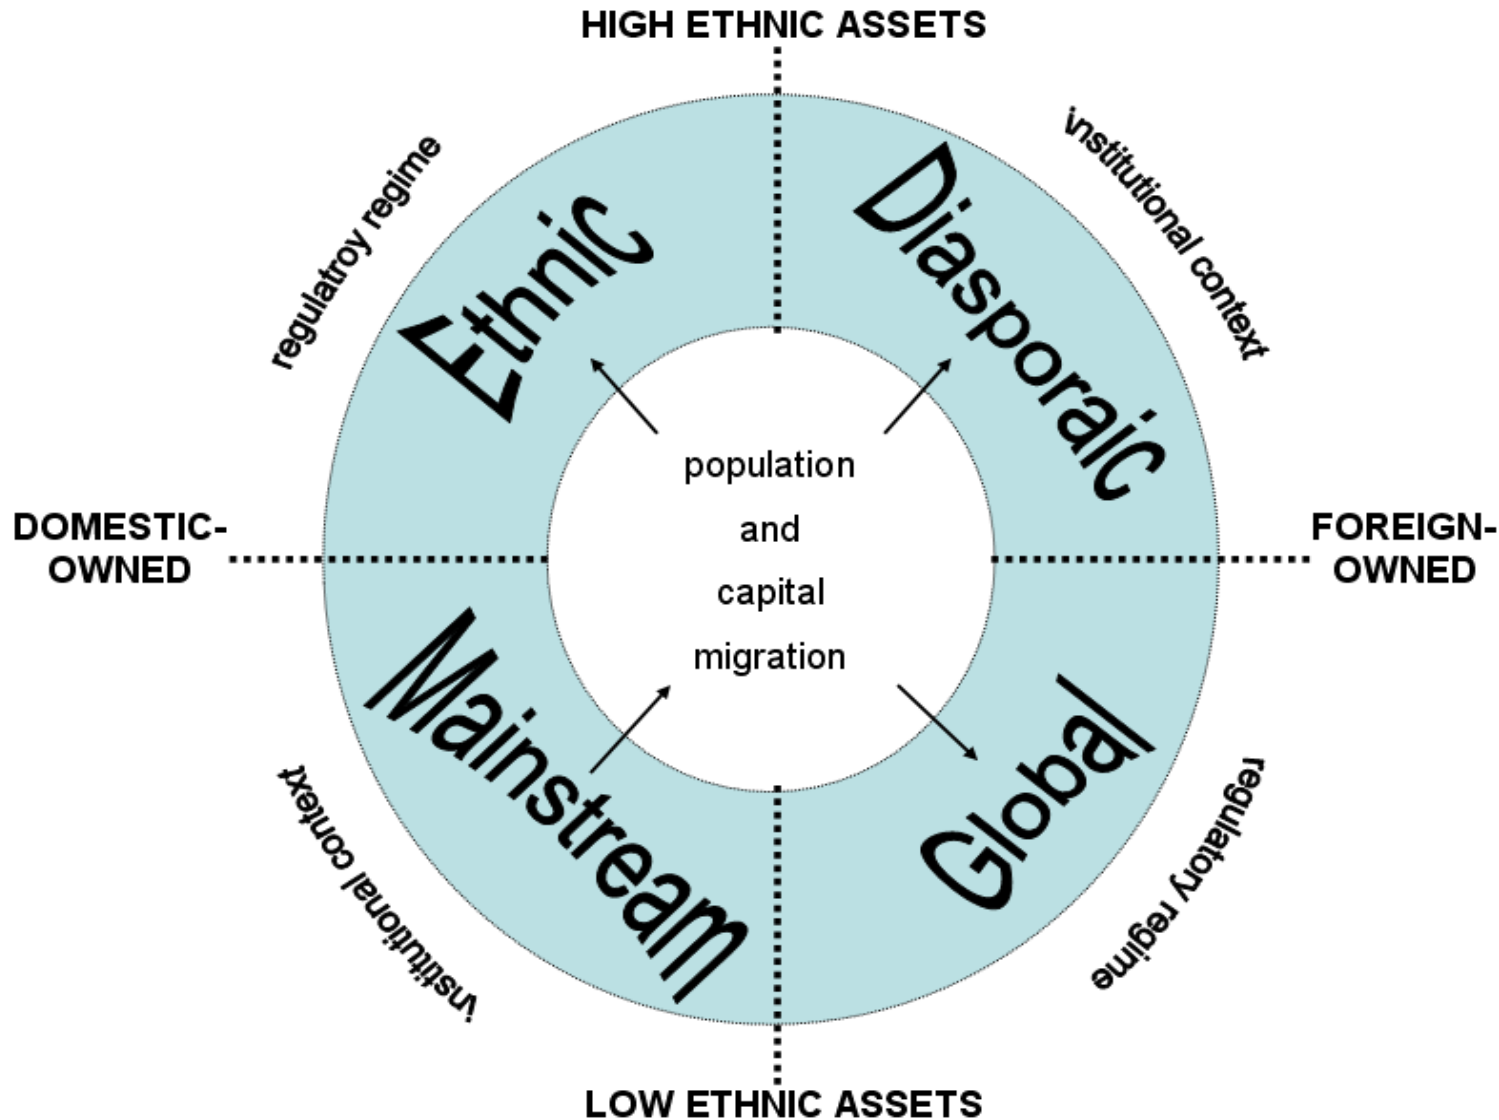 HIGH ETHNIC ASSETS
regulatroy regime
institutional context
Ethnic
Diasporaic
population
and
capital
migration
DOMESTIC-
OWNED
FOREIGN-
OWNED
Mainstream
Global
institutional context
regulatory regime
LOW ETHNIC ASSETS